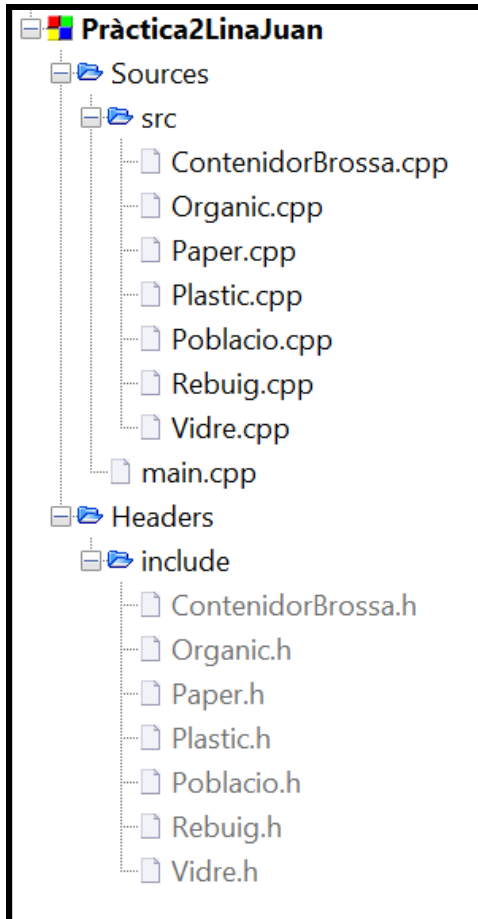 Pràctica2LinaJuan
Sources
src
ContenidorBrossa.cpp
Organic.cpp
Paper.cpp
Plastic.cpp
Poblacio.cpp
Rebuig.cpp
Vidre.cpp
main.cpp
Headers
include
ContenidorBrossa.h
Organic.h
Paper.h
Plastic.h
Poblacio.h
Rebuig.h
Vidre.h